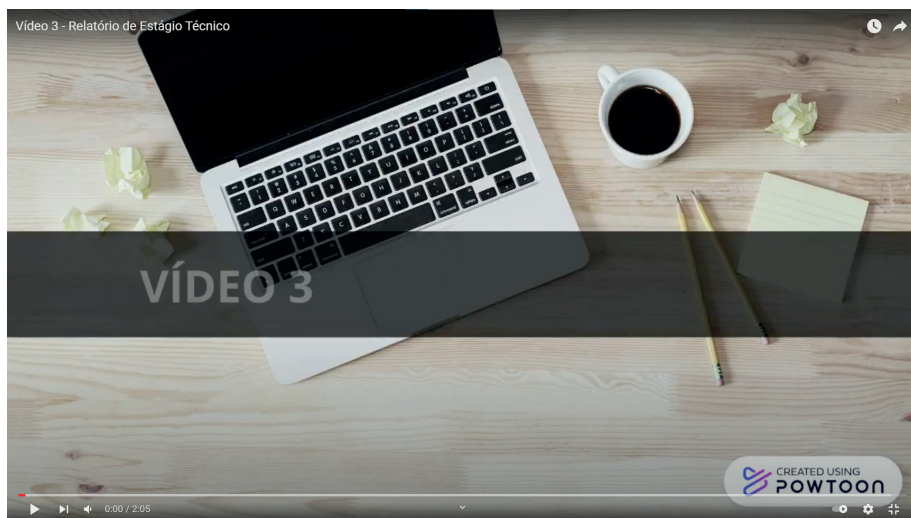 Vídeo 3 - Relatório de Estágio Técnico
VÍDEO 3
CREATED USING
POWTOON
0:00 / 2:05